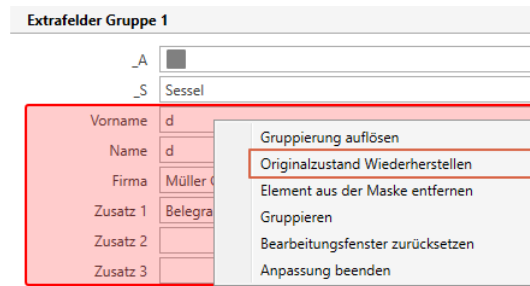 Extrafelder Gruppe 1
_A
_S Sessel
Vorname d
Name d
Firma Müller
Zusatz 1 Belegra
Zusatz 2
Zusatz 3
Gruppierung auflösen
Originalzustand Wiederherstellen
Element aus der Maske entfernen
Gruppieren
Bearbeitungsfenster zurücksetzen
Anpassung beenden